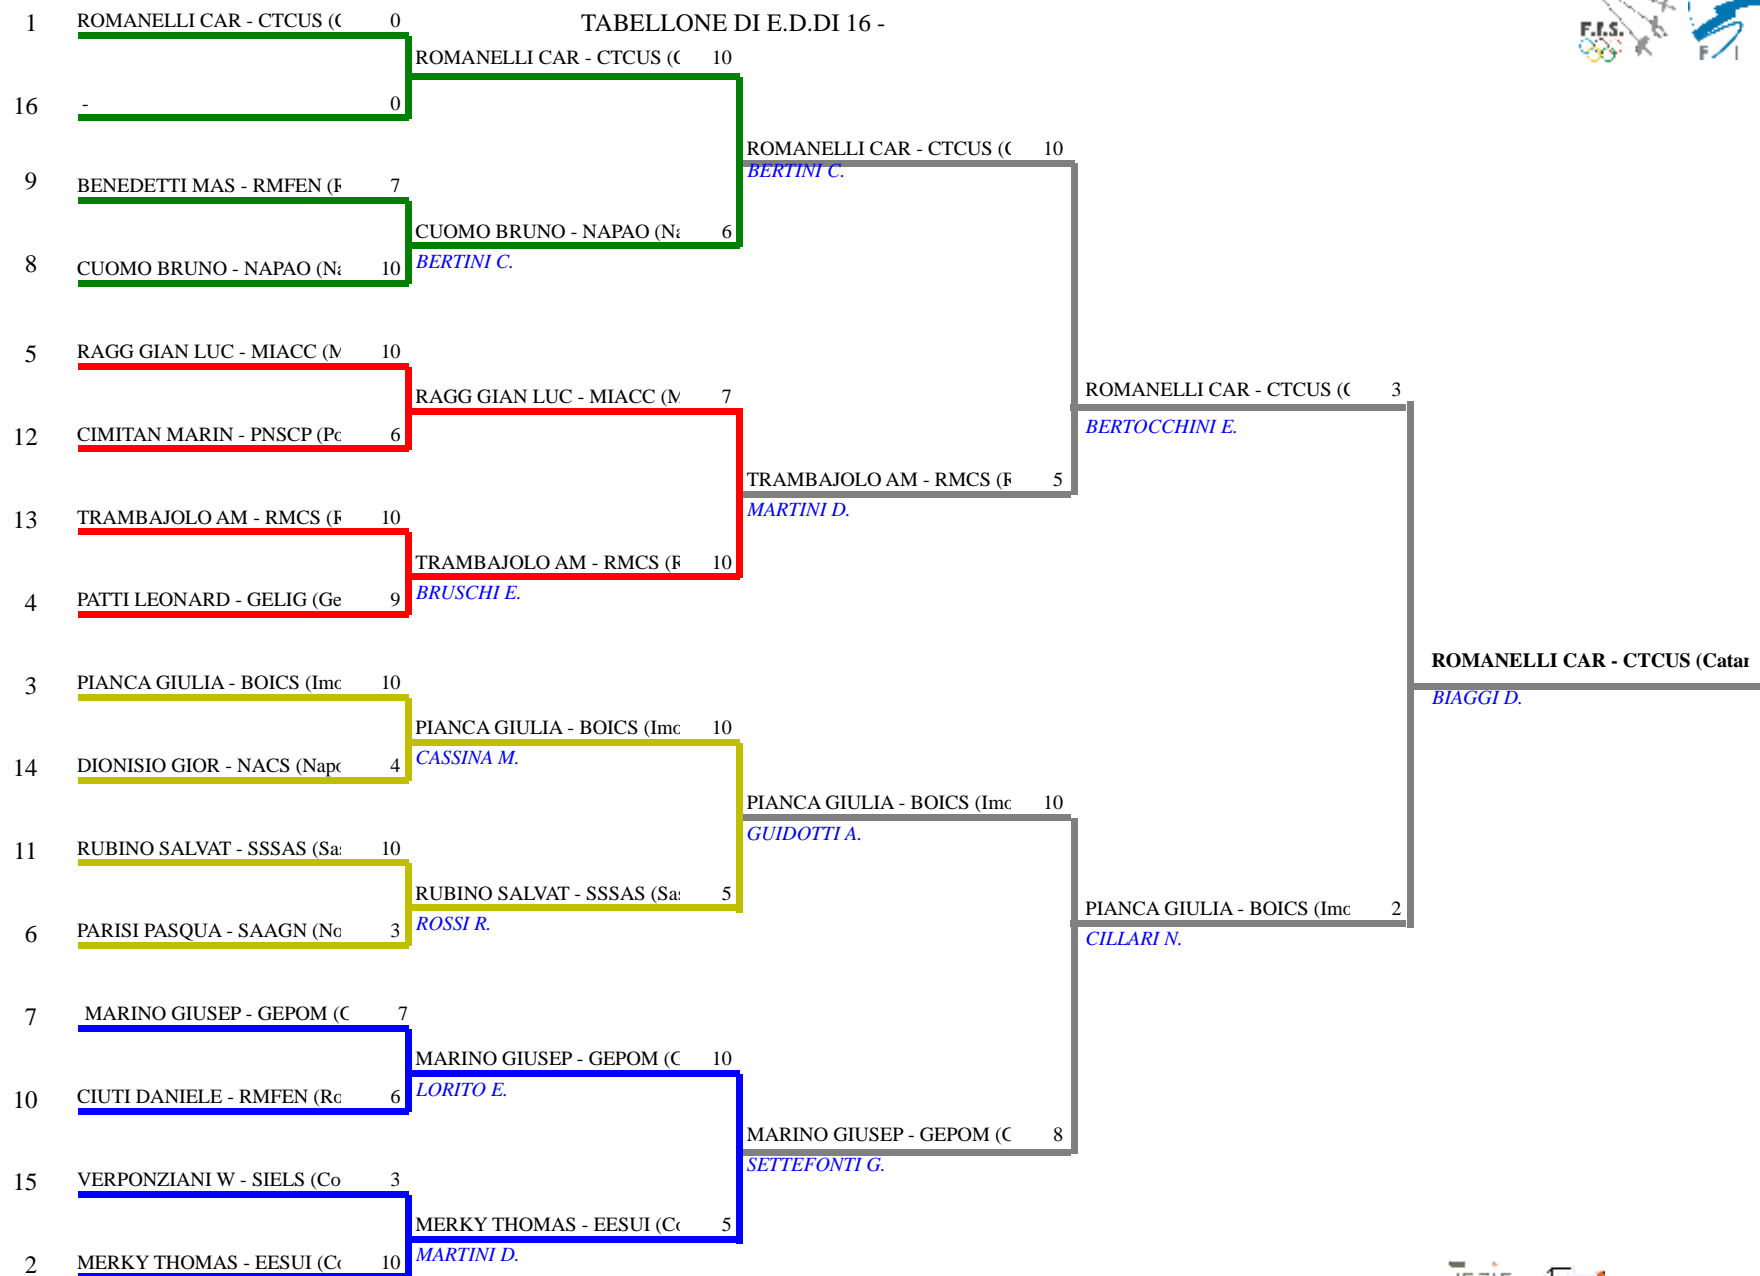 TABELLONE DI E.D.DI 16 -
F.I.S.
F I
1 ROMANELLI CAR - CTCUS (C 0
ROMANELLI CAR - CTCUS (C 10
16 - 0
ROMANELLI CAR - CTCUS (C 10
BERTINI C.
9 BENEDETTI MAS - RMFEN (R 7
CUOMO BRUNO - NAPAO (Na 6
BERTINI C.
8 CUOMO BRUNO - NAPAO (Na 10
5 RAGG GIAN LUC - MIACC (M 10
RAGG GIAN LUC - MIACC (M 7
ROMANELLI CAR - CTCUS (C 3
BERTOCCHINI E.
12 CIMITAN MARIN - PNSCP (Po 6
TRAMBAJOLO AM - RMCS (R 5
MARTINI D.
13 TRAMBAJOLO AM - RMCS (R 10
TRAMBAJOLO AM - RMCS (R 10
BRUSCHI E.
4 PATTI LEONARD - GELIG (Ge 9
ROMANELLI CAR - CTCUS (Catan
BIAGGI D.
3 PIANCA GIULIA - BOICS (Imo 10
PIANCA GIULIA - BOICS (Imo 10
CASSINA M.
14 DIONISIO GIOR - NACS (Napo 4
PIANCA GIULIA - BOICS (Imo 10
GUIDOTTI A.
11 RUBINO SALVAT - SSSAS (Sas 10
RUBINO SALVAT - SSSAS (Sas 5
ROSSI R.
PIANCA GIULIA - BOICS (Imo 2
CILLARI N.
6 PARISI PASQUA - SAAGN (No 3
7 MARINO GIUSEP - GEPOM (C 7
MARINO GIUSEP - GEPOM (C 10
LORITO E.
10 CIUTI DANIELE - RMFEN (Ro 6
MARINO GIUSEP - GEPOM (C 8
SETTEFONTI G.
15 VERPONZIANI W - SIELS (Co 3
MERKY THOMAS - EESUI (Co 5
MARTINI D.
2 MERKY THOMAS - EESUI (Co 10